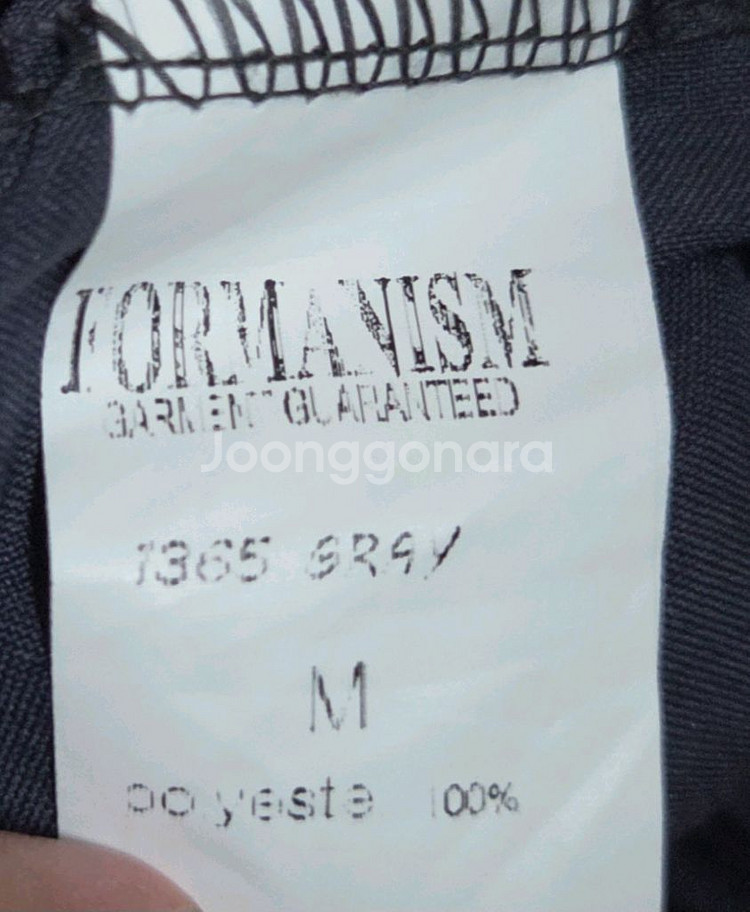 FORMANISM
GARMENT GUARANTEED
Joonggonara
1365 GRAY
M
polyeste 100%